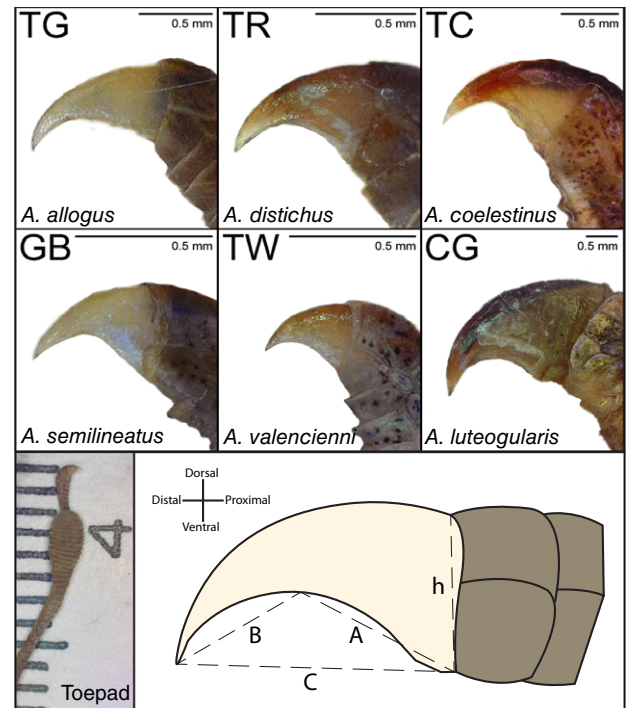 TG
0.5 mm
A. allogus
TR
0.5 mm
A. distichus
TC
0.5 mm
A. coelestinus
GB
0.5 mm
A. semilineatus
TW
0.5 mm
A. valencienni
CG
0.5 mm
A. luteogularis
4
Toepad
Dorsal
Distal
Proximal
Ventral
h
B
A
C